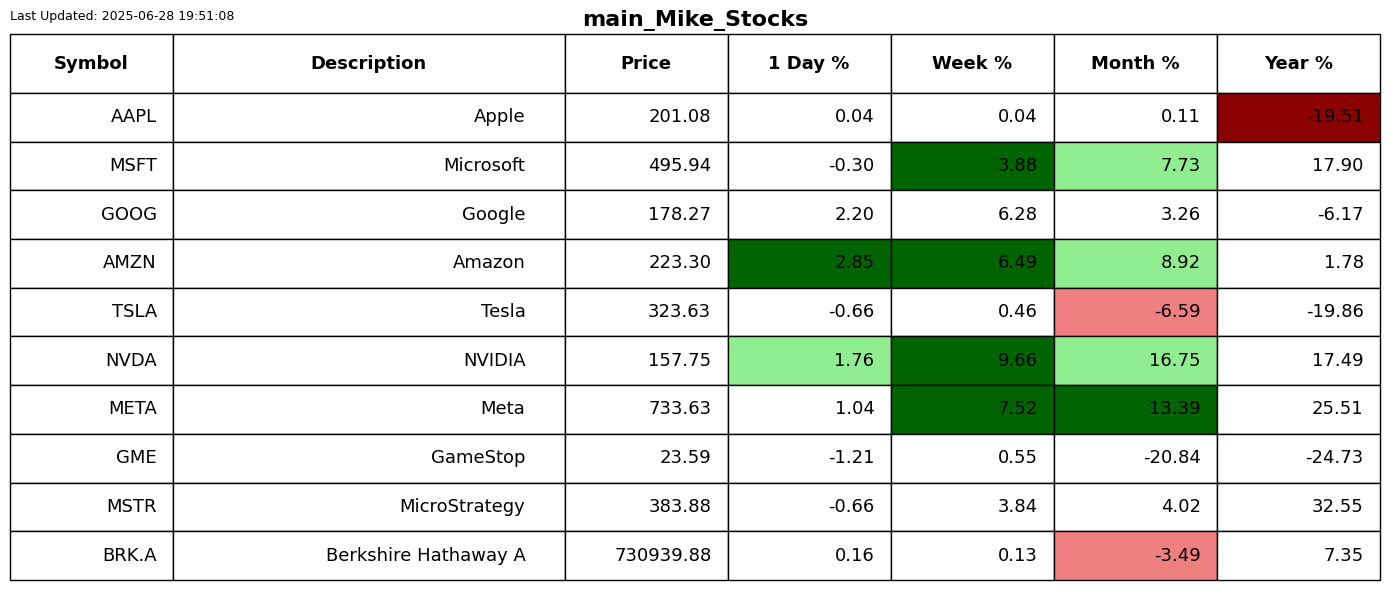 Last Updated: 2025-06-28 19:51:08
main_Mike_Stocks
Symbol Description Price 1 Day % Week % Month % Year %
AAPL Apple 201.08 0.04 0.04 0.11 -19.51
MSFT Microsoft 495.94 -0.30 3.88 7.73 17.90
GOOG Google 178.27 2.20 6.28 3.26 -6.17
AMZN Amazon 223.30 2.85 6.49 8.92 1.78
TSLA Tesla 323.63 -0.66 0.46 -6.59 -19.86
NVDA NVIDIA 157.75 1.76 9.66 16.75 17.49
META Meta 733.63 1.04 7.52 13.39 25.51
GME GameStop 23.59 -1.21 0.55 -20.84 -24.73
MSTR MicroStrategy 383.88 -0.66 3.84 4.02 32.55
BRK.A Berkshire Hathaway A 730939.88 0.16 0.13 -3.49 7.35